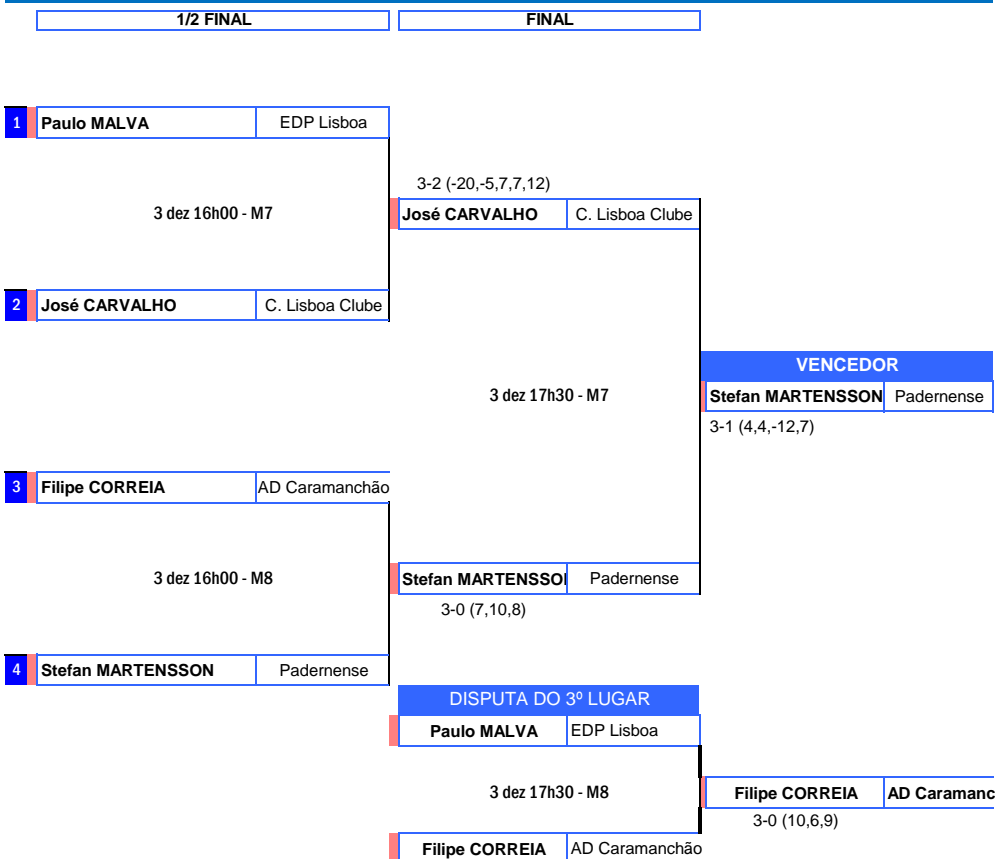 1/2 FINAL FINAL
1 Paulo MALVA EDP Lisboa
3-2 (-20,-5,7,7,12)
3 dez 16h00 - M7 José CARVALHO C. Lisboa Clube
2 José CARVALHO C. Lisboa Clube
VENCEDOR
3 dez 17h30 - M7 Stefan MARTENSSON Padernense
3-1 (4,4,-12,7)
3 Filipe CORREIA AD Caramanchão
3 dez 16h00 - M8 Stefan MARTENSSO Padernense
3-0 (7,10,8)
4 Stefan MARTENSSON Padernense
DISPUTA DO 3º LUGAR
Paulo MALVA EDP Lisboa
3 dez 17h30 - M8 Filipe CORREIA AD Caramanc
3-0 (10,6,9)
Filipe CORREIA AD Caramanchão